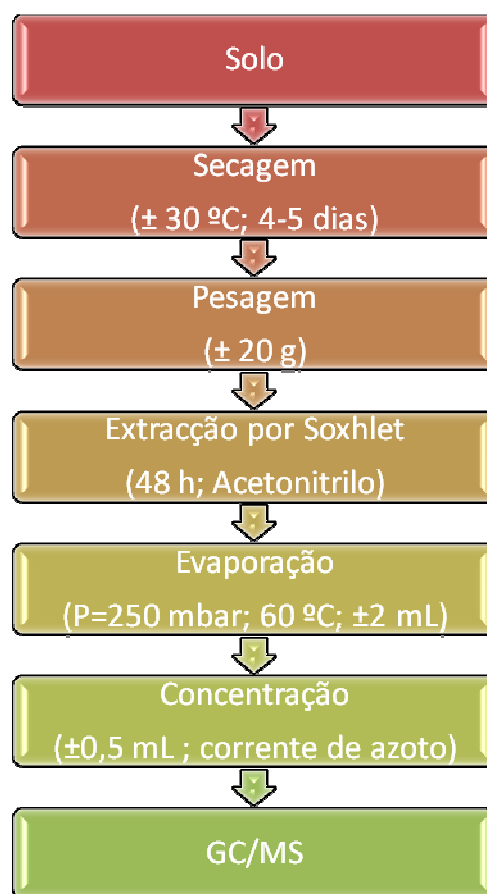 Solo
Secagem
(± 30 ºC; 4-5 dias)
Pesagem
(± 20 g)
Extracção por Soxhlet
(48 h; Acetonitrilo)
Evaporação
(P=250 mbar; 60 ºC; ±2 mL)
Concentração
(±0,5 mL ; corrente de azoto)
GC/MS